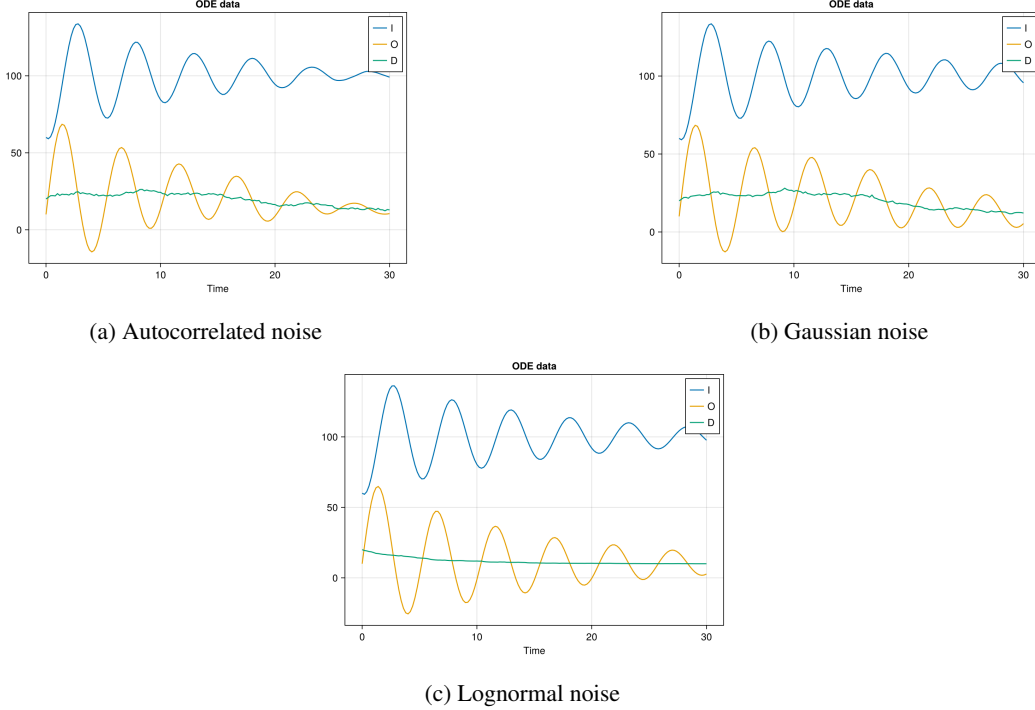 ODE data
I
O
D
100
50
0
0
10
20
30
Time
(a) Autocorrelated noise
ODE data
I
O
D
100
50
0
0
10
20
30
Time
(b) Gaussian noise
ODE data
I
O
D
100
50
0
0
10
20
30
Time
(c) Lognormal noise